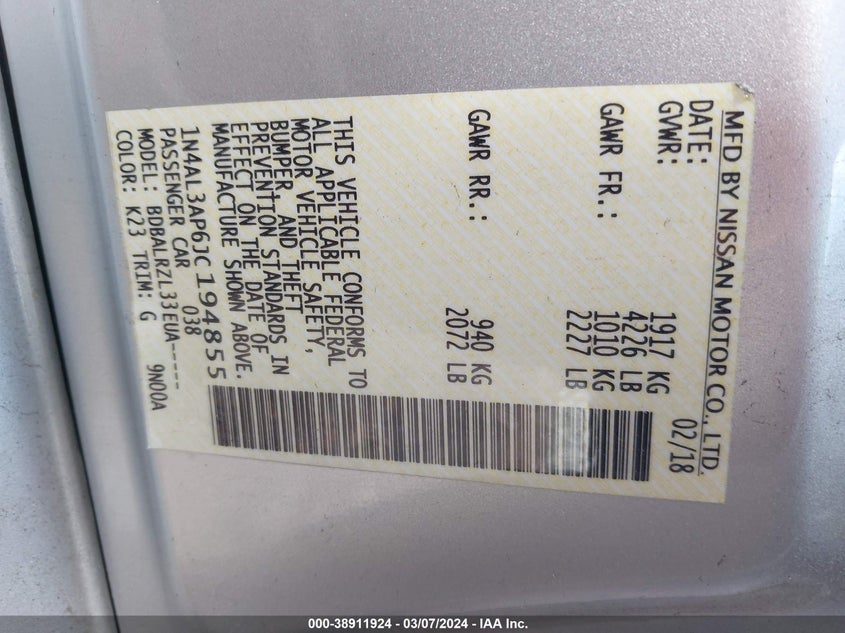 MFD BY NISSAN MOTOR CO., LTD.
DATE: 02/18
GVWR: 1917 KG
4226 LB
GAWR FR.: 1010 KG
2227 LB
GAWR RR.: 940 KG
2072 LB
THIS VEHICLE CONFORMS TO
ALL APPLICABLE FEDERAL
MOTOR VEHICLE SAFETY,
BUMPER, AND THEFT
PREVENTION STANDARDS IN
EFFECT ON THE DATE OF
MANUFACTURE SHOWN ABOVE.
1N4AL3AP6JC194855
PASSENGER CAR 038
MODEL: BDBALRZL33EUA-----
COLOR: K23 TRIM: G 9N00A
000-38911924 - 03/07/2024 - IAA Inc.